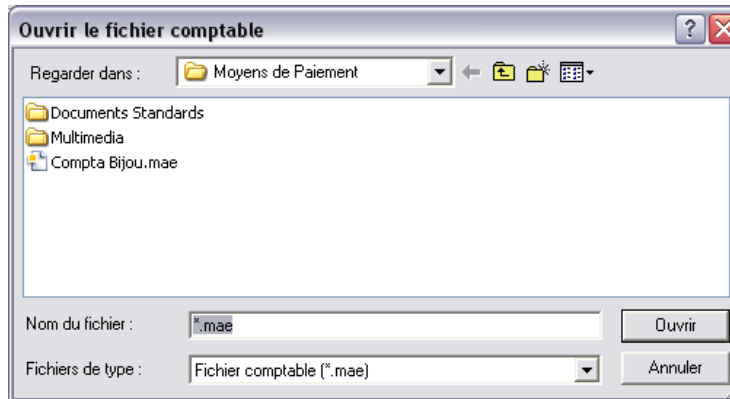 Ouvrir le fichier comptable
Regarder dans : Moyens de Paiement
Documents Standards
Multimedia
Compta Bijou.mae
Nom du fichier : *.mae Ouvrir
Fichiers de type : Fichier comptable (*.mae) Annuler